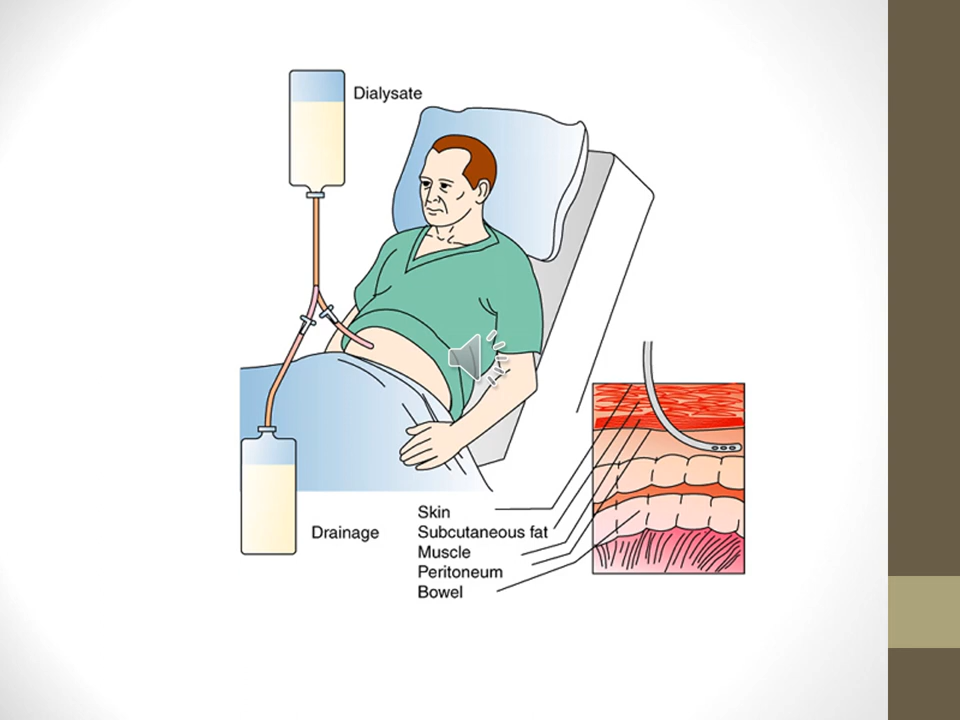 Dialysate
Drainage
Skin
Subcutaneous fat
Muscle
Peritoneum
Bowel